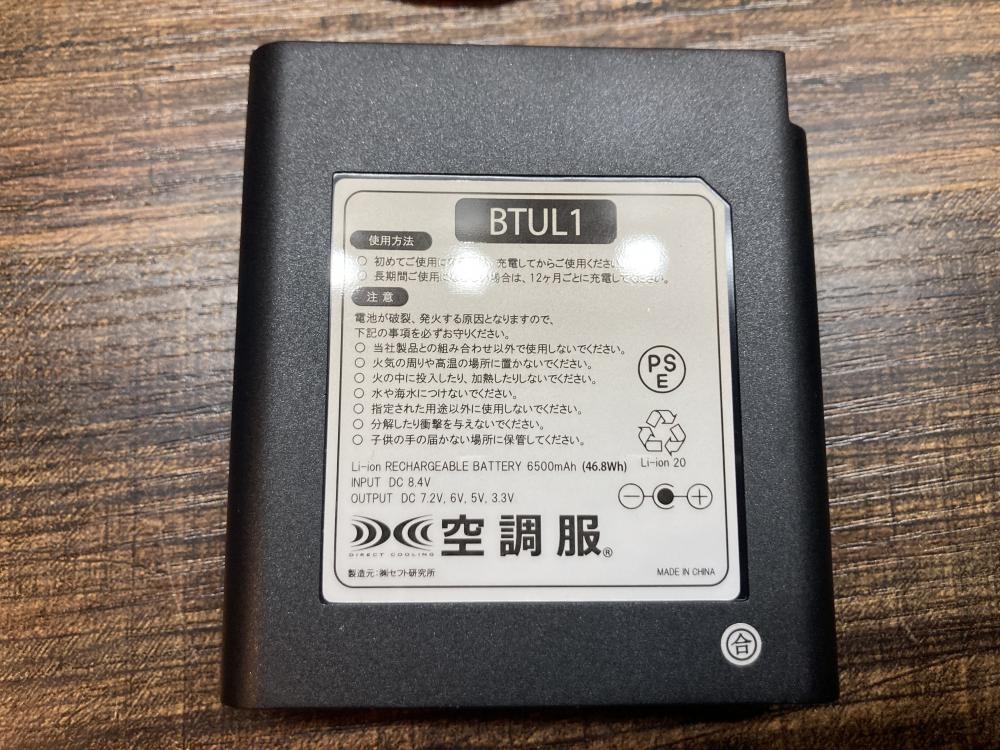 BTUL1
使用方法
○ 初めてご使用に 充電してからご使用くださ
○ 長期間ご使用に 場合は、12ヶ月ごとに充電してください。
注意
電池が破裂、発火する原因となりますので、
下記の事項を必ずお守りください。
○ 当社製品との組み合わせ以外で使用しないでください。
○ 火気の周りや高温の場所に置かないでください。
○ 火の中に投入したり、加熱したりしないでください。
○ 水や海水につけないでください。
○ 指定された用途以外に使用しないでください。
○ 分解したり衝撃を与えないでください。
○ 子供の手の届かない場所に保管してください。
PS
E
Li-ion 20
Li-ion RECHARGEABLE BATTERY 6500mAh (46.8Wh)
INPUT DC 8.4V
OUTPUT DC 7.2V, 6V, 5V, 3.3V
DIRECT COOLING
空調服®
製造元:㈱セフト研究所
MADE IN CHINA
合